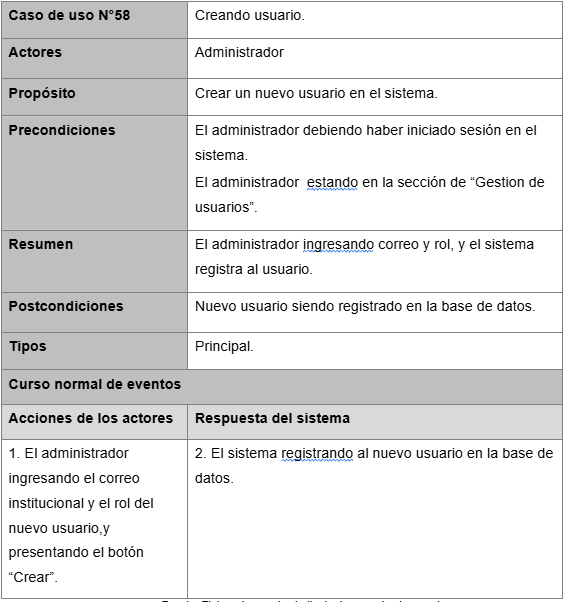 Caso de uso N°58
Creando usuario.
Actores
Administrador
Propósito
Crear un nuevo usuario en el sistema.
Precondiciones
El administrador debiendo haber iniciado sesión en el
sistema.
El administrador  estando en la sección de “Gestion de
usuarios”.
Resumen
El administrador ingresando correo y rol, y el sistema
registra al usuario.
Postcondiciones
Nuevo usuario siendo registrado en la base de datos.
Tipos
Principal.
Curso normal de eventos
Acciones de los actores
Respuesta del sistema
1. El administrador
ingresando el correo
institucional y el rol del
nuevo usuario,y
presentando el botón
“Crear”.
2. El sistema registrando al nuevo usuario en la base de
datos.